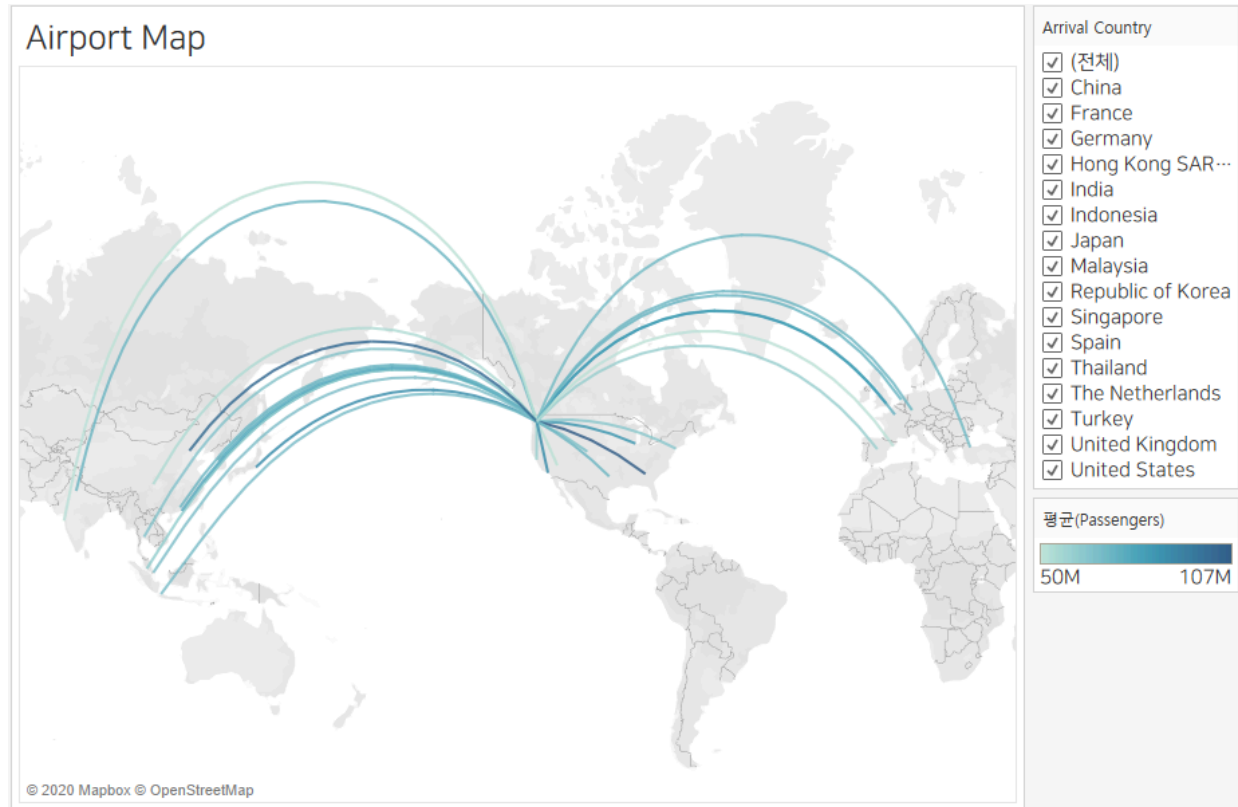 Airport Map
© 2020 Mapbox © OpenStreetMap
Arrival Country
(전체)
China
France
Germany
Hong Kong SAR⋯
India
Indonesia
Japan
Malaysia
Republic of Korea
Singapore
Spain
Thailand
The Netherlands
Turkey
United Kingdom
United States
평균(Passengers)
50M 107M